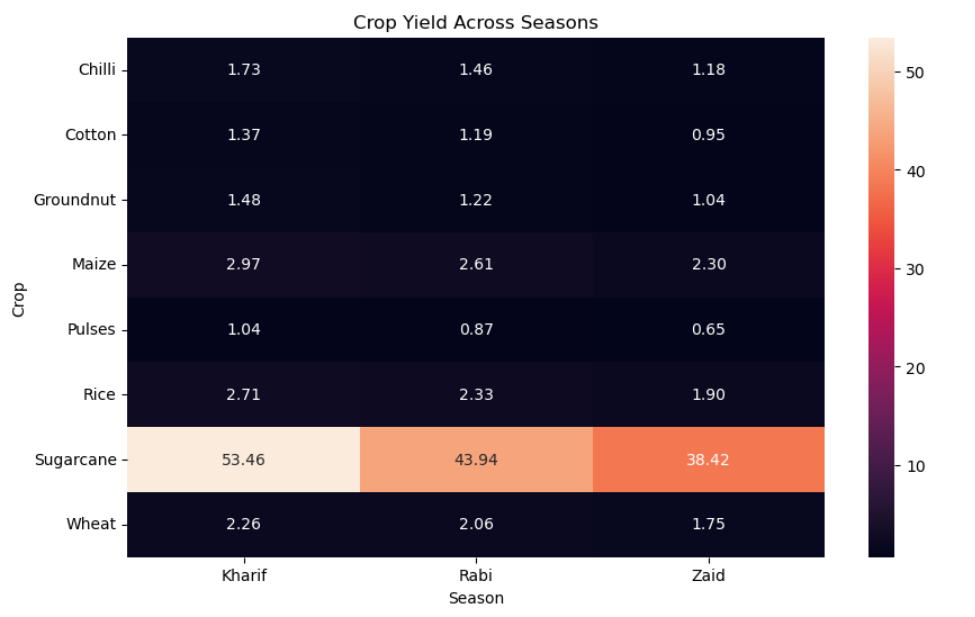 Crop Yield Across Seasons
Crop
Chilli 1.73 1.46 1.18
Cotton 1.37 1.19 0.95
Groundnut 1.48 1.22 1.04
Maize 2.97 2.61 2.30
Pulses 1.04 0.87 0.65
Rice 2.71 2.33 1.90
Sugarcane 53.46 43.94 38.42
Wheat 2.26 2.06 1.75
Kharif Rabi Zaid
Season
50
40
30
20
10